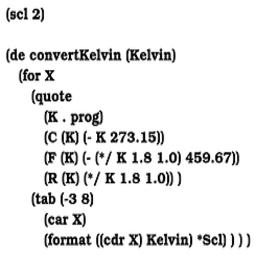 (scl 2)
(de convertKelvin (Kelvin)
(for X
(quote
(K . prog)
(C (K) (- K 273.15))
(F (K) (- (*/ K 1.8 1.0) 459.67))
(R (K) (*/ K 1.8 1.0)) )
(tab (-3 8)
(car X)
(format ((cdr X) Kelvin) *Scl) ) ) )